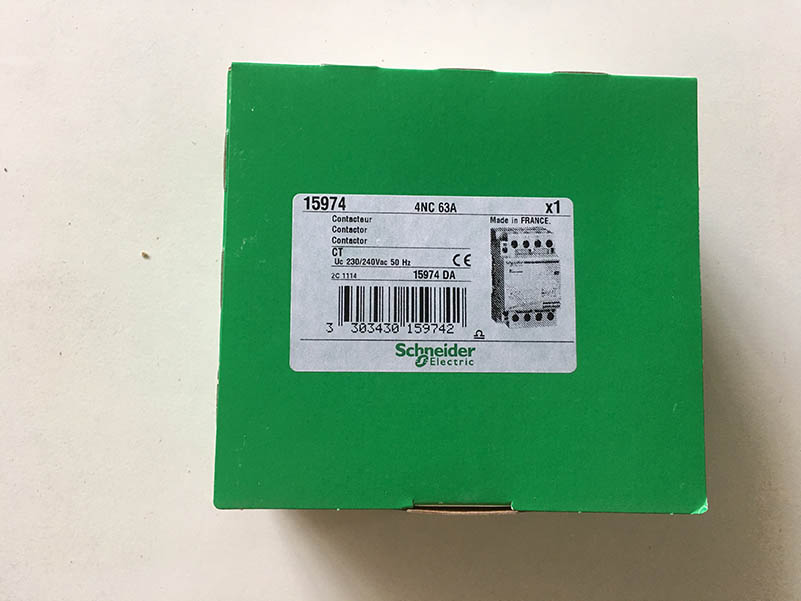 15974 4NC 63A x1
Contacteur Made in FRANCE.
Contactor
Contactor
CT
Uc 230/240Vac 50 Hz CE
2C 1114 15974 DA
3 303430 159742
Schneider
Electric